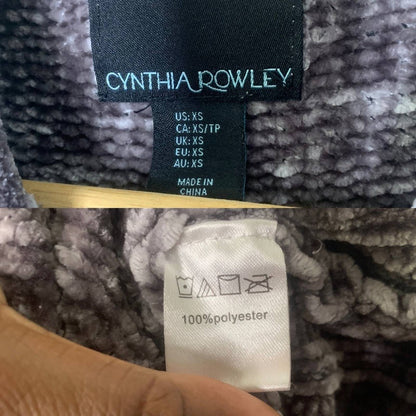 CYNTHIA ROWLEY
US: XS
CA: XS/TP
UK: XS
EU: XS
AU: XS
MADE IN
CHINA
100%polyester